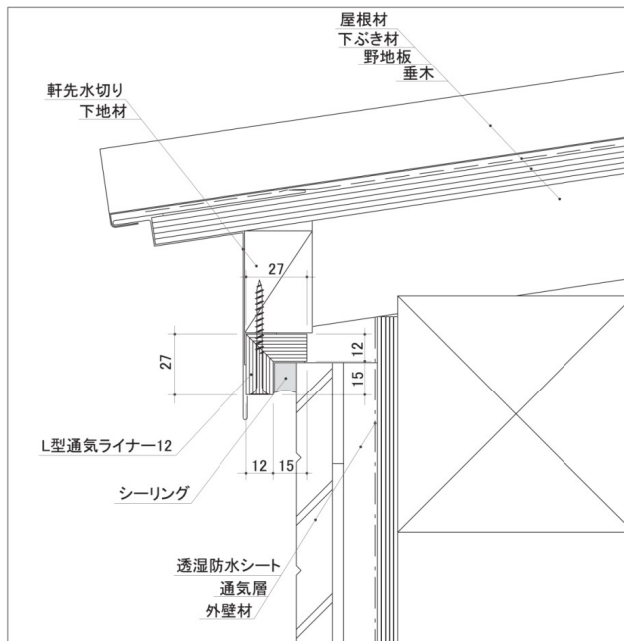 屋根材
下ぶき材
野地板
垂木
軒先水切り
下地材
27
27
12
15
L型通気ライナー12
12
15
シーリング
透湿防水シート
通気層
外壁材